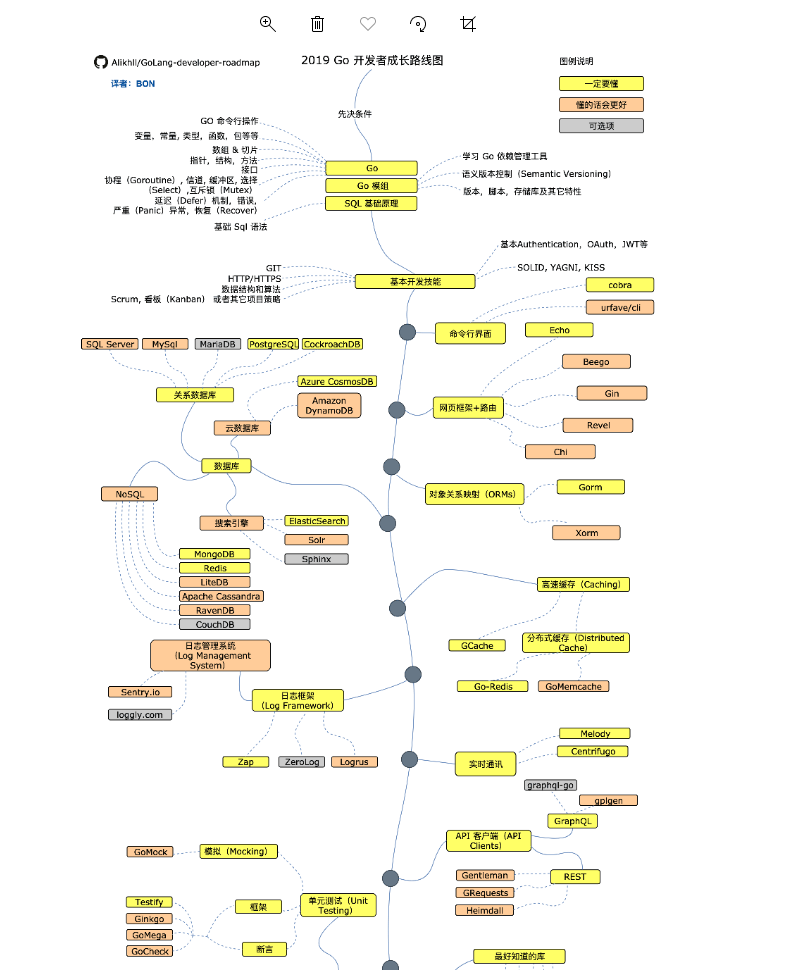 Alikhll/GoLang-developer-roadmap
2019 Go 开发者成长路线图
图例说明
译者：BON
一定要懂
懂的话会更好
可选项
先决条件
GO 命令行操作
变量，常量, 类型，函数，包等等
数组 & 切片
指针，结构，方法
接口
协程（Goroutine）, 信道, 缓冲区, 选择
（Select）,互斥锁（Mutex）
延迟（Defer）机制，错误,
严重（Panic）异常，恢复（Recover）
基础 Sql 语法
Go
Go 模组
SQL 基础原理
学习 Go 依赖管理工具
语义版本控制（Semantic Versioning）
版本，脚本，存储库及其它特性
GIT
HTTP/HTTPS
数据结构和算法
Scrum, 看板（Kanban） 或者其它项目策略
基本开发技能
基本Authentication，OAuth，JWT等
SOLID, YAGNI, KISS
命令行界面
cobra
urfave/cli
SQL Server
MySql
MariaDB
PostgreSQL
CockroachDB
关系数据库
Azure CosmosDB
Amazon
DynamoDB
云数据库
数据库
NoSQL
搜索引擎
ElasticSearch
Solr
Sphinx
MongoDB
Redis
LiteDB
Apache Cassandra
RavenDB
CouchDB
网页框架+路由
Echo
Beego
Gin
Revel
Chi
对象关系映射（ORMs）
Gorm
Xorm
高速缓存（Caching）
GCache
分布式缓存（Distributed
Cache）
Go-Redis
GoMemcache
日志管理系统
(Log Management
System）
Sentry.io
loggly.com
日志框架
（Log Framework）
Zap
ZeroLog
Logrus
实时通讯
Melody
Centrifugo
graphql-go
gplgen
GraphQL
API 客户端（API
Clients）
REST
Gentleman
GRequests
Heimdall
GoMock
模拟（Mocking）
单元测试（Unit
Testing）
框架
断言
Testify
Ginkgo
GoMega
GoCheck
最好知道的库